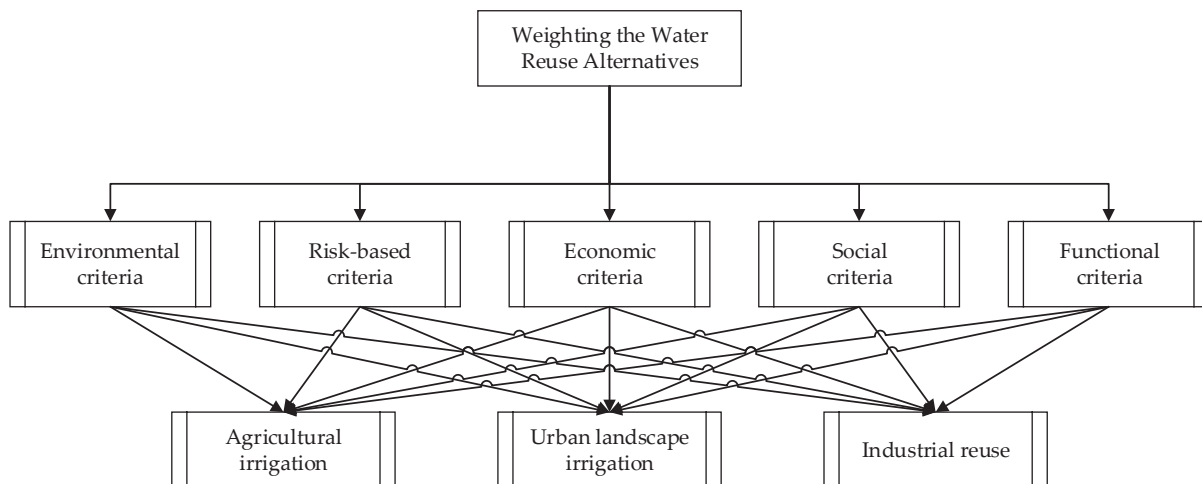 Weighting the Water
Reuse Alternatives
Environmental
criteria
Risk-based
criteria
Economic
criteria
Social
criteria
Functional
criteria
Agricultural
irrigation
Urban landscape
irrigation
Industrial reuse